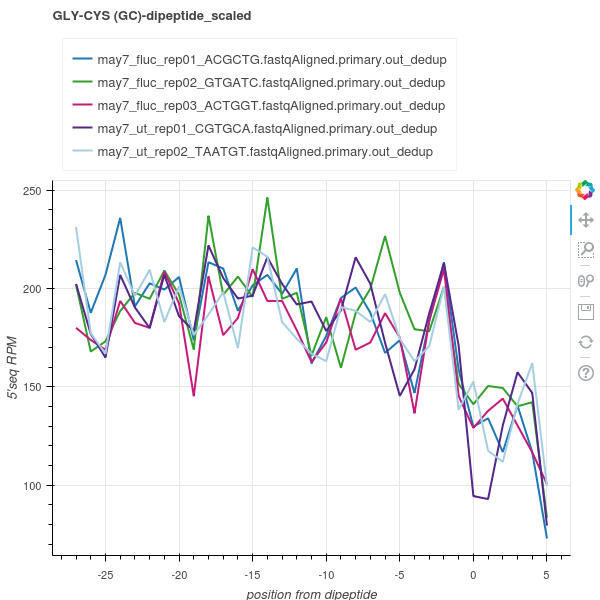 GLY-CYS (GC)-dipeptide_scaled
may7_fluc_rep01_ACGCTG.fastqAligned.primary.out_dedup
may7_fluc_rep02_GTGATC.fastqAligned.primary.out_dedup
may7_fluc_rep03_ACTGGT.fastqAligned.primary.out_dedup
may7_ut_rep01_CGTGCA.fastqAligned.primary.out_dedup
may7_ut_rep02_TAATGT.fastqAligned.primary.out_dedup
250
200
150
100
5'seq RPM
-25 -20 -15 -10 -5 0 5
position from dipeptide